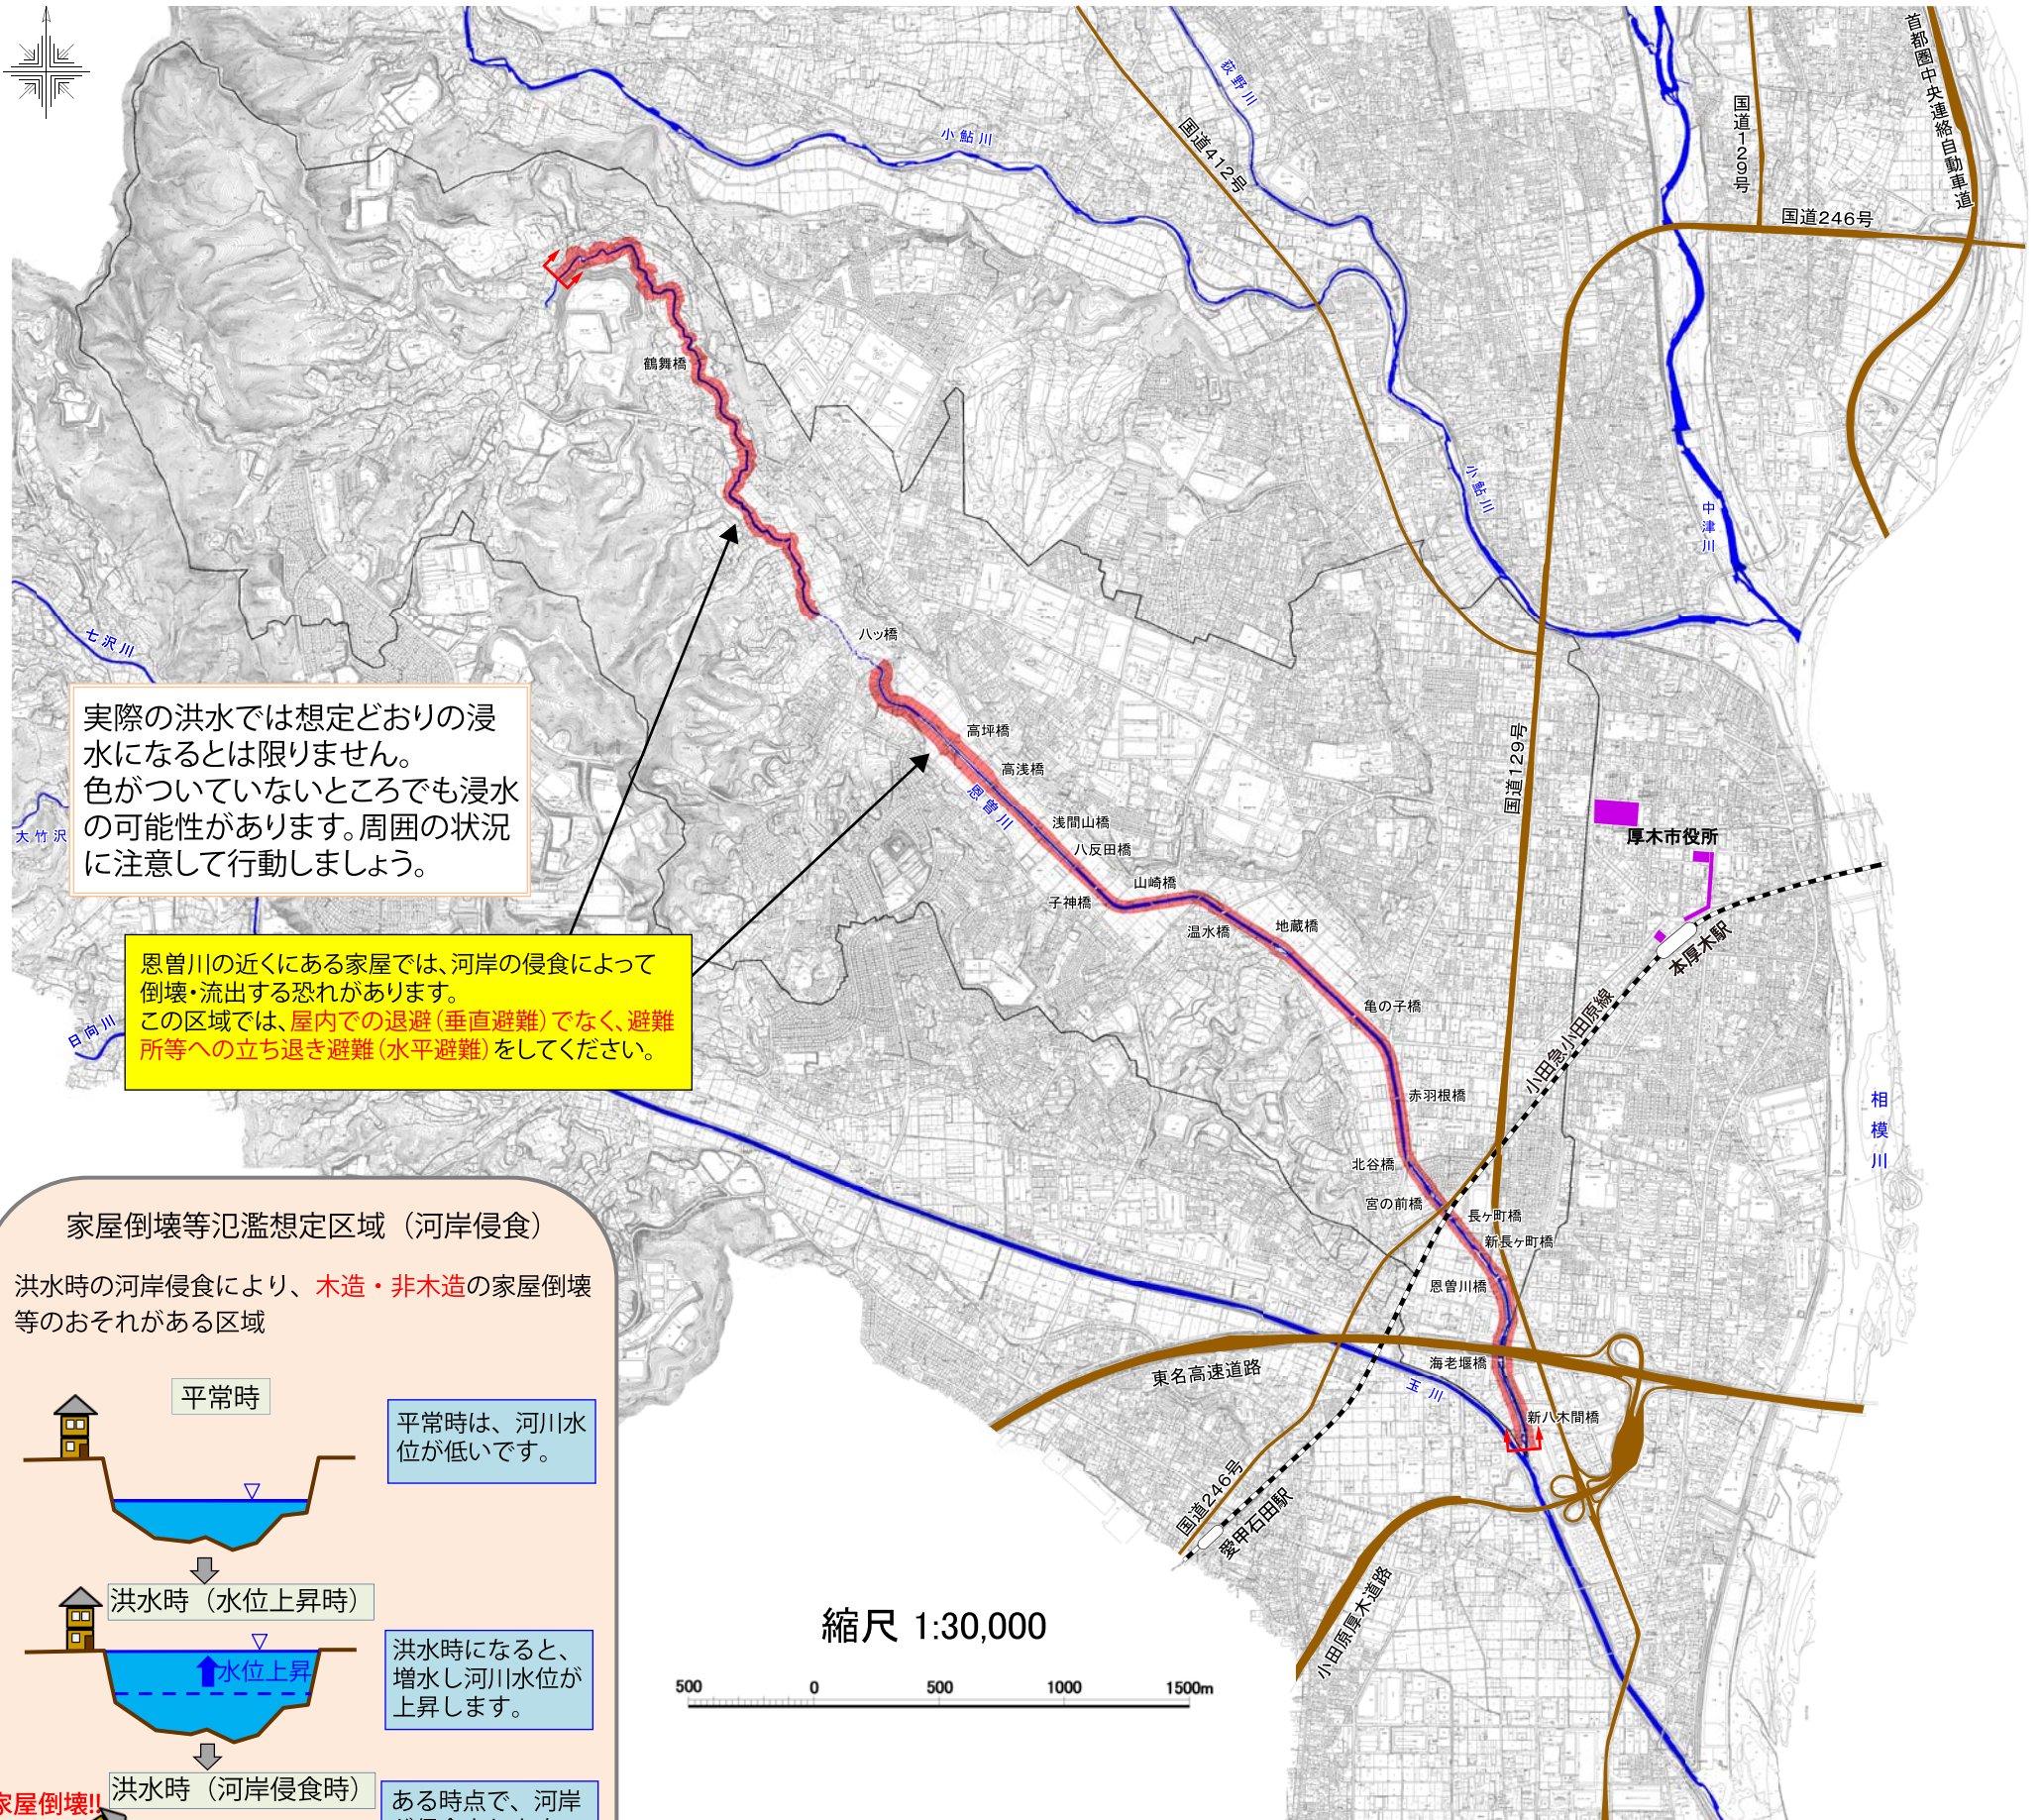 荻野川
小鮎川
国道412号
国道129号
首都圏中央連絡自動車道
国道246号
鶴舞橋
小鮎川
中津川
八ッ橋
七沢川
実際の洪水では想定どおりの浸
水になるとは限りません。
色がついていないところでも浸水
の可能性があります。周囲の状況
に注意して行動しましょう。
大竹沢
高坪橋
高浅橋
恩曽川
浅間山橋
八反田橋
山崎橋
子神橋
温水橋
地蔵橋
国道129号
厚木市役所
本厚木駅
恩曽川の近くにある家屋では、河岸の侵食によって
倒壊・流出する恐れがあります。
この区域では、屋内での退避（垂直避難）でなく、避難
所等への立ち退き避難（水平避難）をしてください。
日向川
亀の子橋
小田急小田原線
赤羽根橋
相模川
北谷橋
宮の前橋
長ヶ町橋
新長ヶ町橋
恩曽川橋
海老堰橋
東名高速道路
玉川
新八木間橋
国道246号
愛甲石田駅
小田原厚木道路
家屋倒壊等氾濫想定区域（河岸侵食）
洪水時の河岸侵食により、木造・非木造の家屋倒壊
等のおそれがある区域
平常時
平常時は、河川水
位が低いです。
洪水時（水位上昇時）
水位上昇
洪水時になると、
増水し河川水位が
上昇します。
洪水時（河岸侵食時）
家屋倒壊!!
ある時点で、河岸
縮尺 1:30,000
500 0 500 1000 1500m